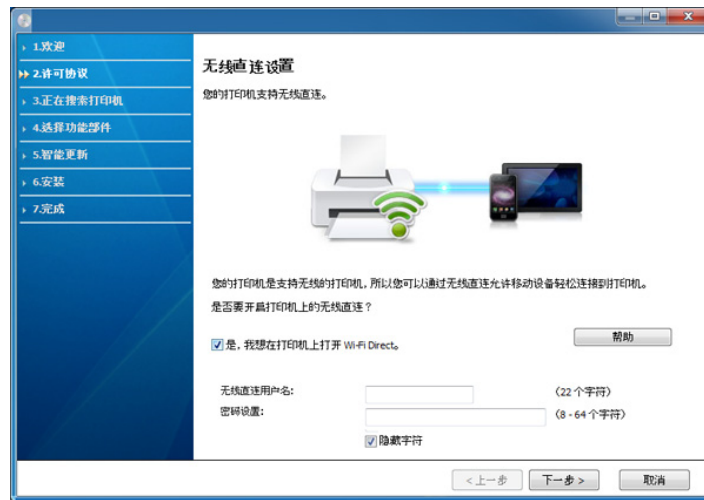 1.欢迎
2.许可协议
3.正在搜索打印机
4.选择功能部件
5.智能更新
6.安装
7.完成
无线直连设置
您的打印机支持无线直连。
您的打印机是支持无线的打印机,所以您可以通过无线直连允许移动设备轻松连接到打印机。
是否要开启打印机上的无线直连?
是，我想在打印机上打开 Wi-Fi Direct。
帮助
无线直连用户名: (22 个字符)
密码设置: (8 - 64 个字符)
隐藏字符
< 上一步 下一步 > 取消